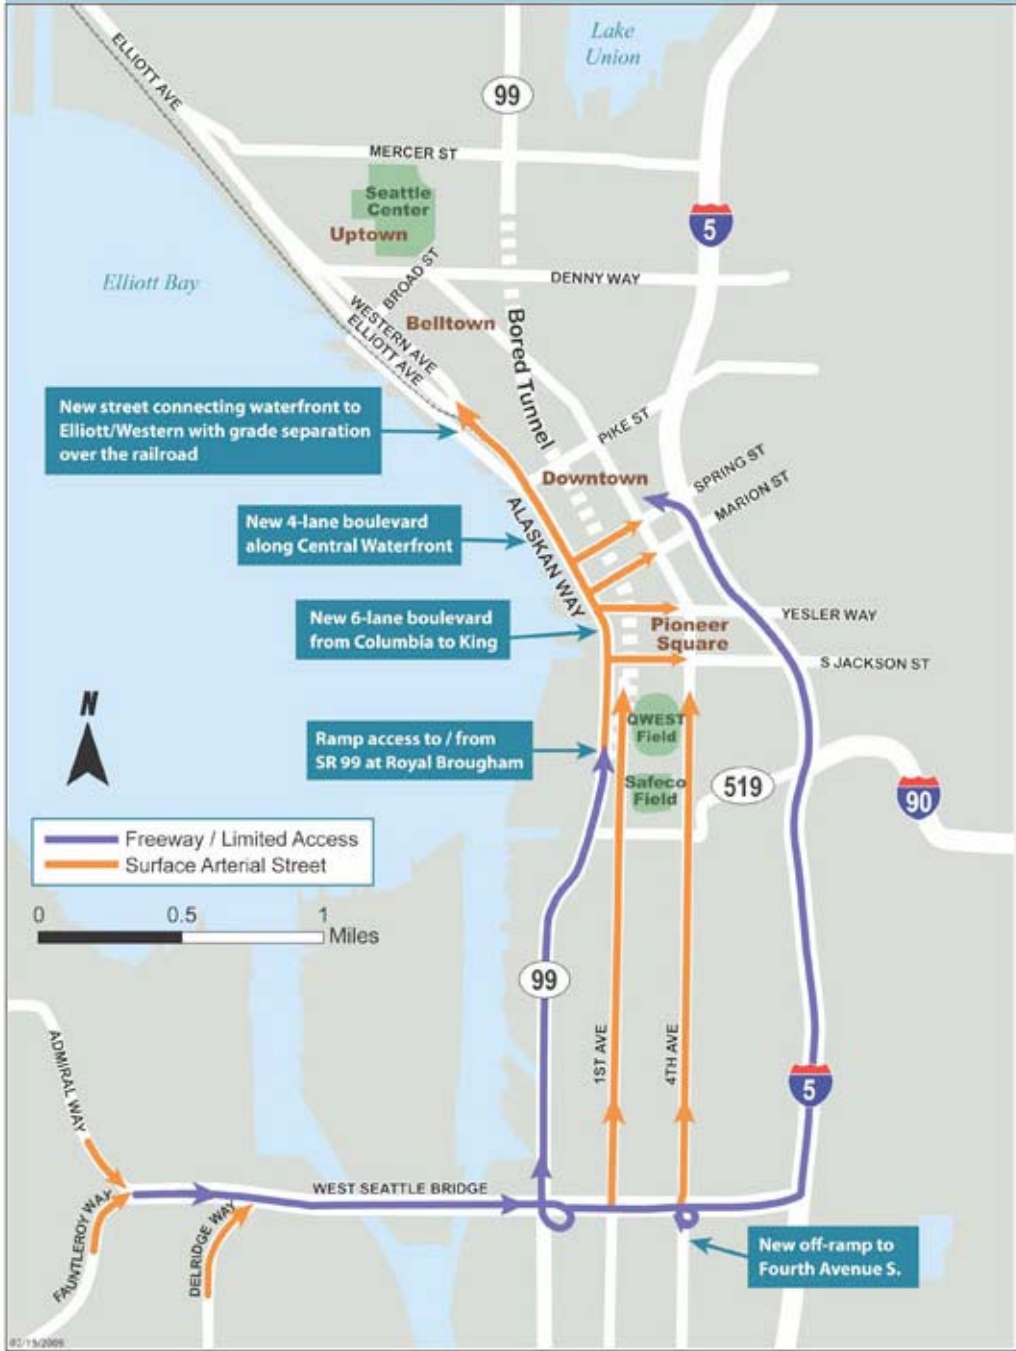 Lake
Union
ELLIOTT AVE
99
MERCER ST
Seattle
Center
Uptown
5
Elliott Bay
BROAD ST
DENNY WAY
WESTERN AVE
ELLIOTT AVE
Belltown
Bored Tunnel
New street connecting waterfront to
Elliott/Western with grade separation
over the railroad
PIKE ST
Downtown
SPRING ST
MARION ST
ALASKAN WAY
New 4-lane boulevard
along Central Waterfront
New 6-lane boulevard
from Columbia to King
YESLER WAY
Pioneer
Square
S JACKSON ST
N
QWEST
Field
Ramp access to / from
SR 99 at Royal Brougham
Safeco
Field
519
90
Freeway / Limited Access
Surface Arterial Street
0 0.5 1
Miles
99
1ST AVE
4TH AVE
ADMIRAL WAY
5
WEST SEATTLE BRIDGE
FAUNTLEROY WAY
DELRIDGE WAY
New off-ramp to
Fourth Avenue S.